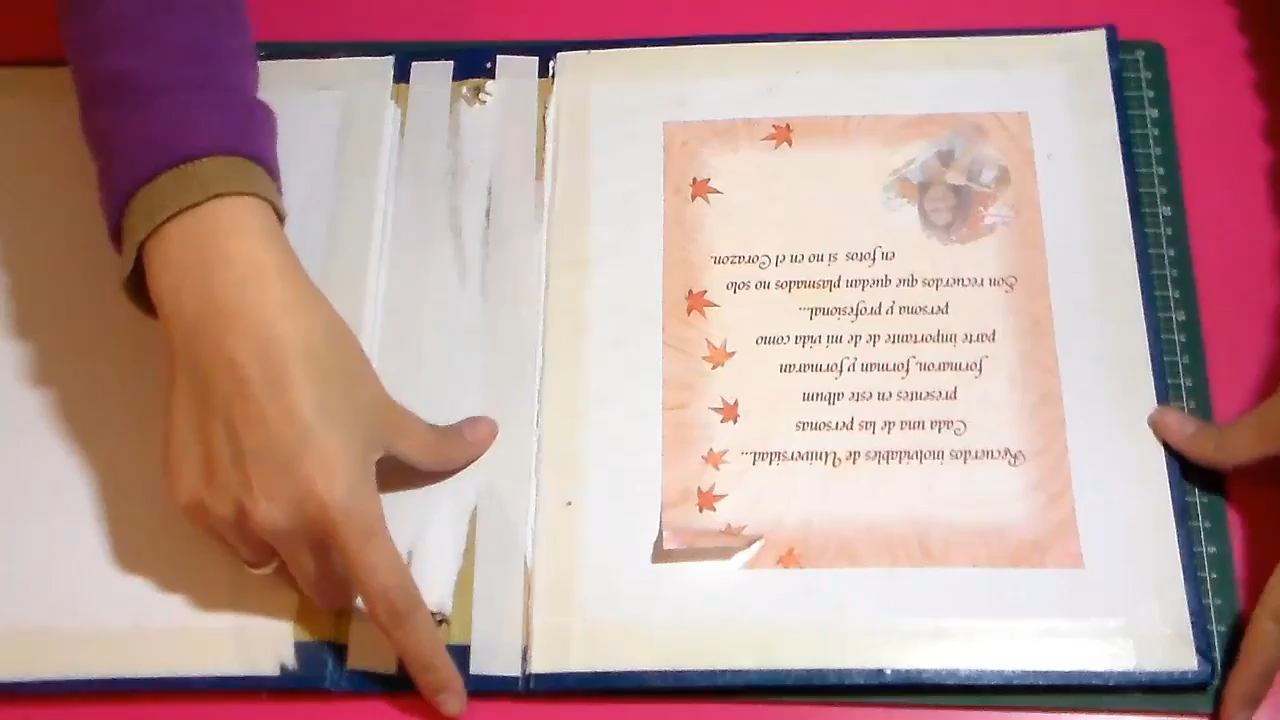 Recuerdos inolvidables de Universidad...
Cada una de las personas
presentes en este album
formaron, forman y formaran
parte importante de mi vida como
persona y profesional...
Son recuerdos que quedan plasmados no solo
en fotos si no en el Corazon.